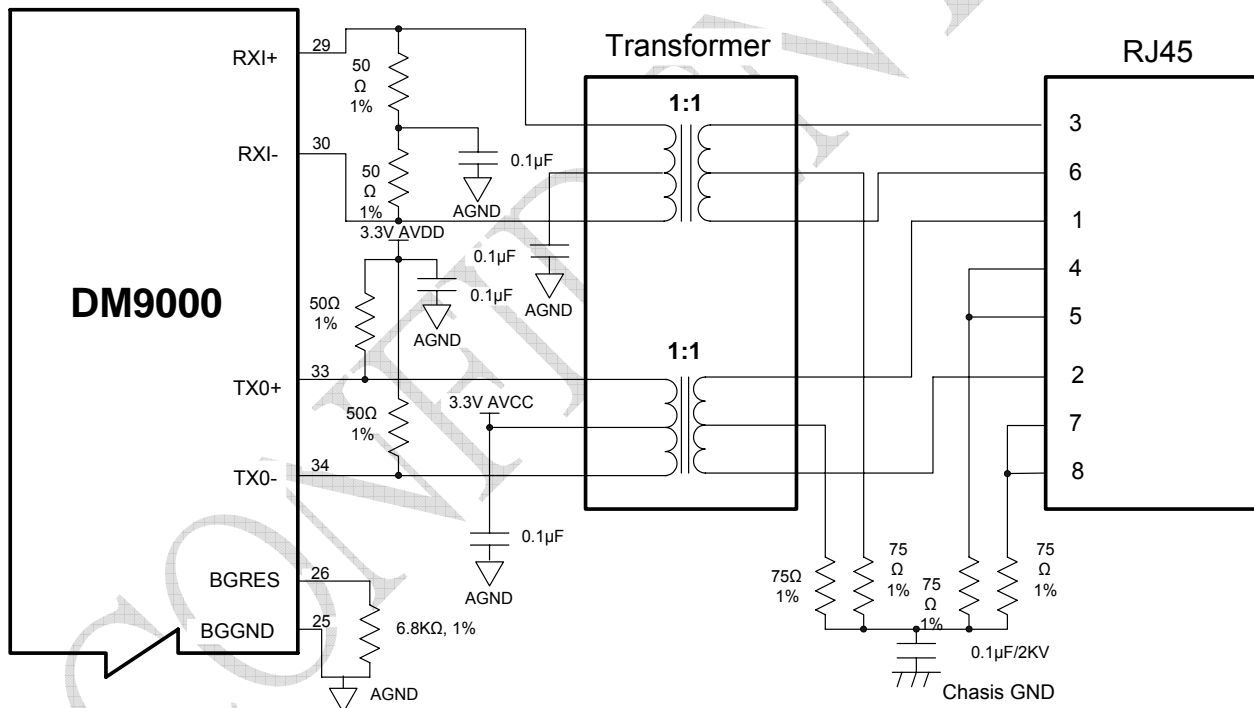 Transformer
RJ45
DM9000
RXI+
29
RXI-
30
TX0+
33
TX0-
34
BGRES
26
BGGND
25
50
Ω
1%
50
Ω
1%
0.1µF
AGND
3.3V AVDD
0.1µF
AGND
0.1µF
AGND
50Ω
1%
50Ω
1%
3.3V AVCC
0.1µF
AGND
6.8KΩ, 1%
AGND
1:1
1:1
3
6
1
4
5
2
7
8
75Ω
1%
75
Ω
1%
75
Ω
1%
75
Ω
1%
0.1µF/2KV
Chasis GND